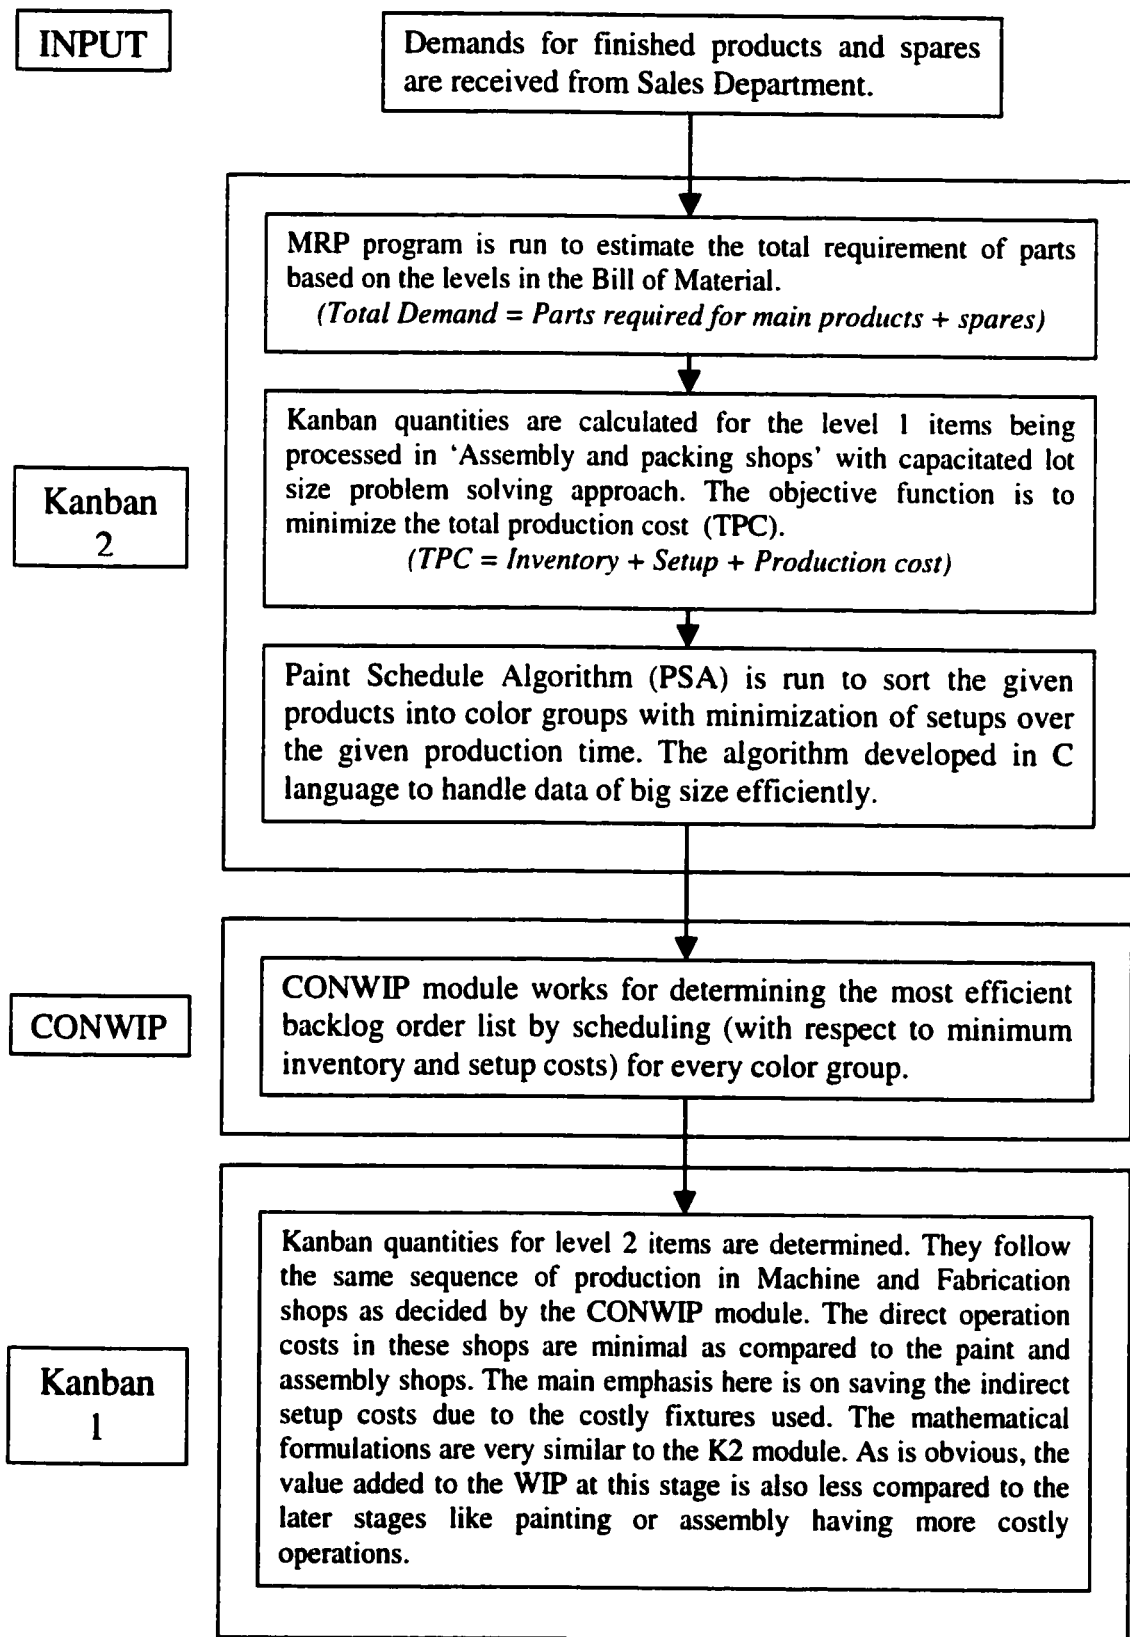 INPUT
Demands for finished products and spares
are received from Sales Department.
MRP program is run to estimate the total requirement of parts
based on the levels in the Bill of Material.
(Total Demand = Parts required for main products + spares)
Kanban
2
Kanban quantities are calculated for the level 1 items being
processed in ‘Assembly and packing shops’ with capacitated lot
size problem solving approach. The objective function is to
minimize the total production cost (TPC).
(TPC = Inventory + Setup + Production cost)
Paint Schedule Algorithm (PSA) is run to sort the given
products into color groups with minimization of setups over
the given production time. The algorithm developed in C
language to handle data of big size efficiently.
CONWIP
CONWIP module works for determining the most efficient
backlog order list by scheduling (with respect to minimum
inventory and setup costs) for every color group.
Kanban
1
Kanban quantities for level 2 items are determined. They follow
the same sequence of production in Machine and Fabrication
shops as decided by the CONWIP module. The direct operation
costs in these shops are minimal as compared to the paint and
assembly shops. The main emphasis here is on saving the indirect
setup costs due to the costly fixtures used. The mathematical
formulations are very similar to the K2 module. As is obvious, the
value added to the WIP at this stage is also less compared to the
later stages like painting or assembly having more costly
operations.